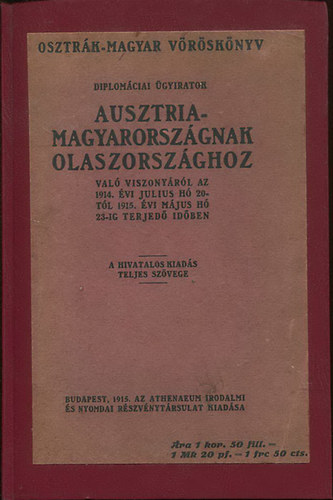 OSZTRÁK-MAGYAR VÖRÖSKÖNYV
DIPLOMÁCIAI ÜGYIRATOK
AUSZTRIA-
MAGYARORSZÁGNAK
OLASZORSZÁGHOZ
VALÓ VISZONYÁRÓL AZ
1914. ÉVI JULIUS HÓ 20-
TÓL 1915. ÉVI MÁJUS HÓ
23-IG TERJEDŐ IDŐBEN
A HIVATALOS KIADÁS
TELJES SZÖVEGE
BUDAPEST, 1915. AZ ATHENAEUM IRODALMI
ÉS NYOMDAI RÉSZVÉNYTÁRSULAT KIADÁSA
Ára 1 kor. 50 fill. =
1 Mk 20 pf. = 1 frc 50 cts.